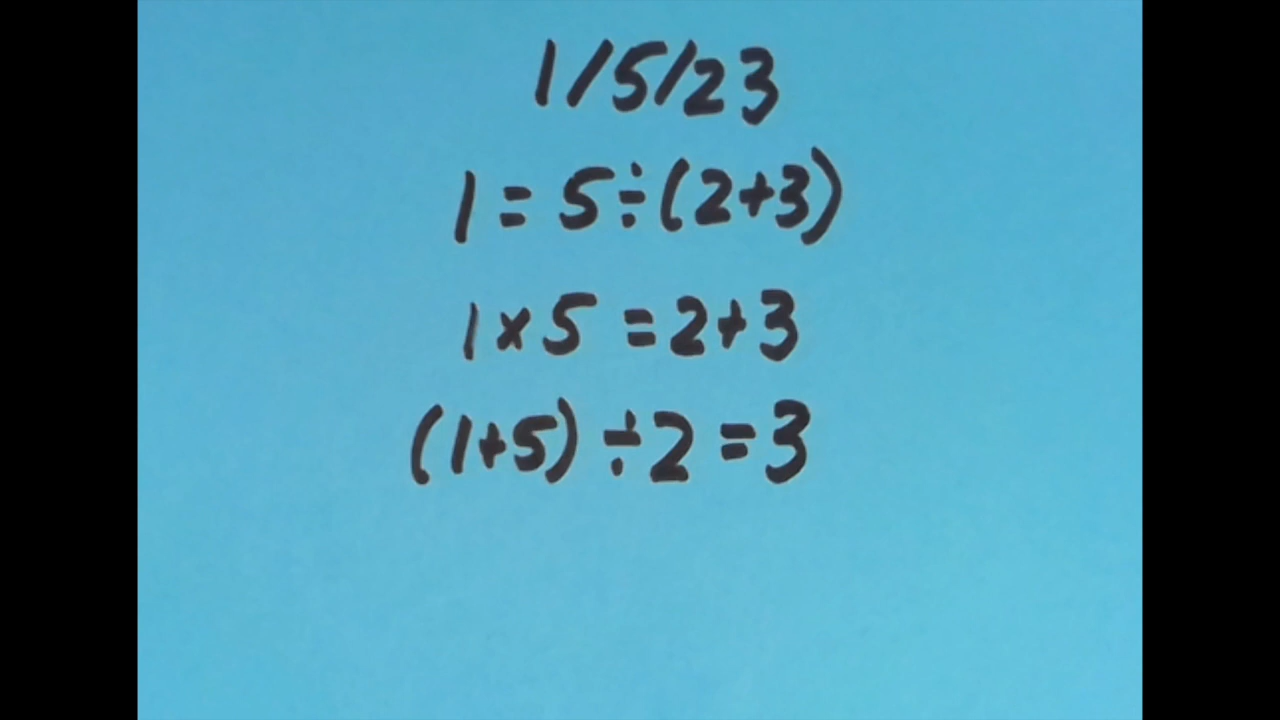 1/5/23
1 = 5÷(2+3)
1×5 = 2+3
(1+5) ÷2 = 3